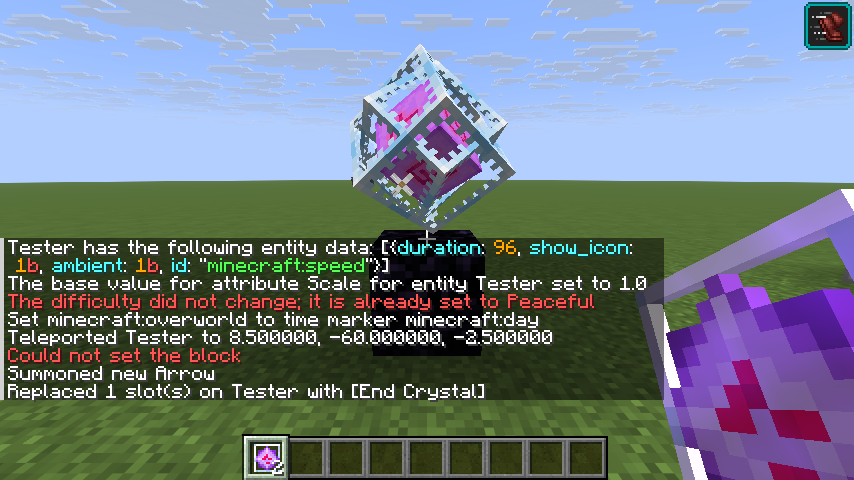 Tester has the following entity data: [{duration: 96, show_icon:
1b, ambient: 1b, id: "minecraft:speed"}]
The base value for attribute Scale for entity Tester set to 1.0
The difficulty did not change; it is already set to Peaceful
Set minecraft:overworld to time marker minecraft:day
Teleported Tester to 8.500000, -60.000000, -2.500000
Could not set the block
Summoned new Arrow
Replaced 1 slot(s) on Tester with [End Crystal]
2